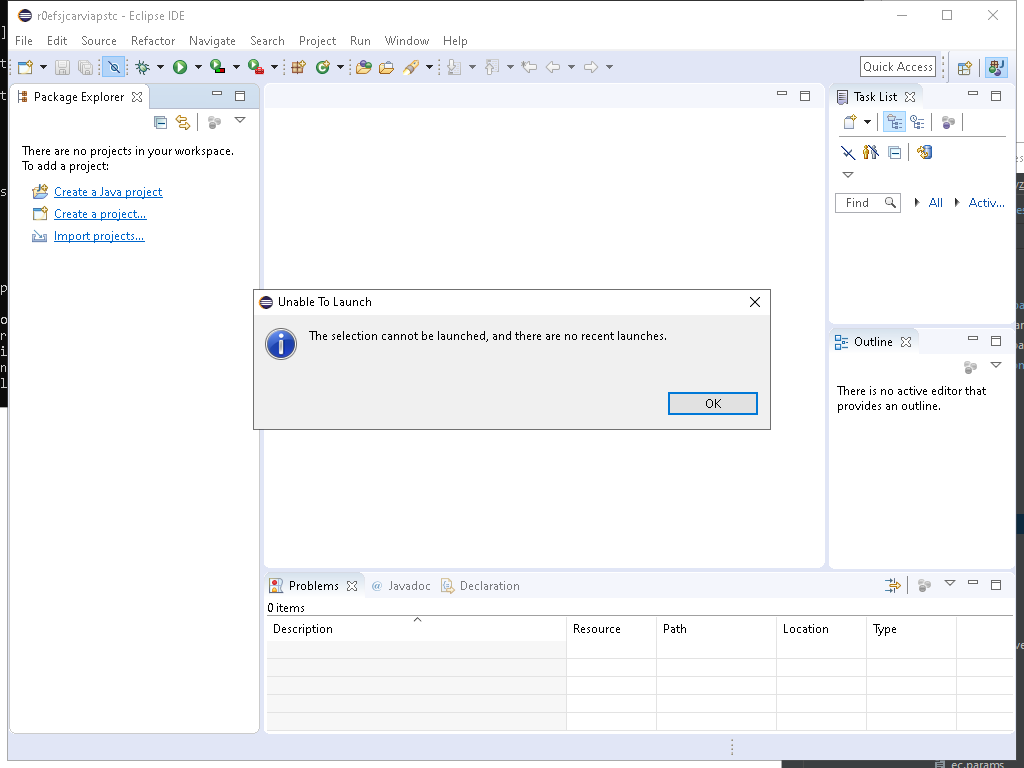 r0efsjcarviapstc - Eclipse IDE
File Edit Source Refactor Navigate Search Project Run Window Help
Quick Access
Package Explorer
There are no projects in your workspace.
To add a project:
Create a Java project
Create a project...
Import projects...
Task List
Find All Activ...
Unable To Launch
The selection cannot be launched, and there are no recent launches.
OK
Outline
There is no active editor that
provides an outline.
Problems @ Javadoc Declaration
0 items
Description Resource Path Location Type
ec.params